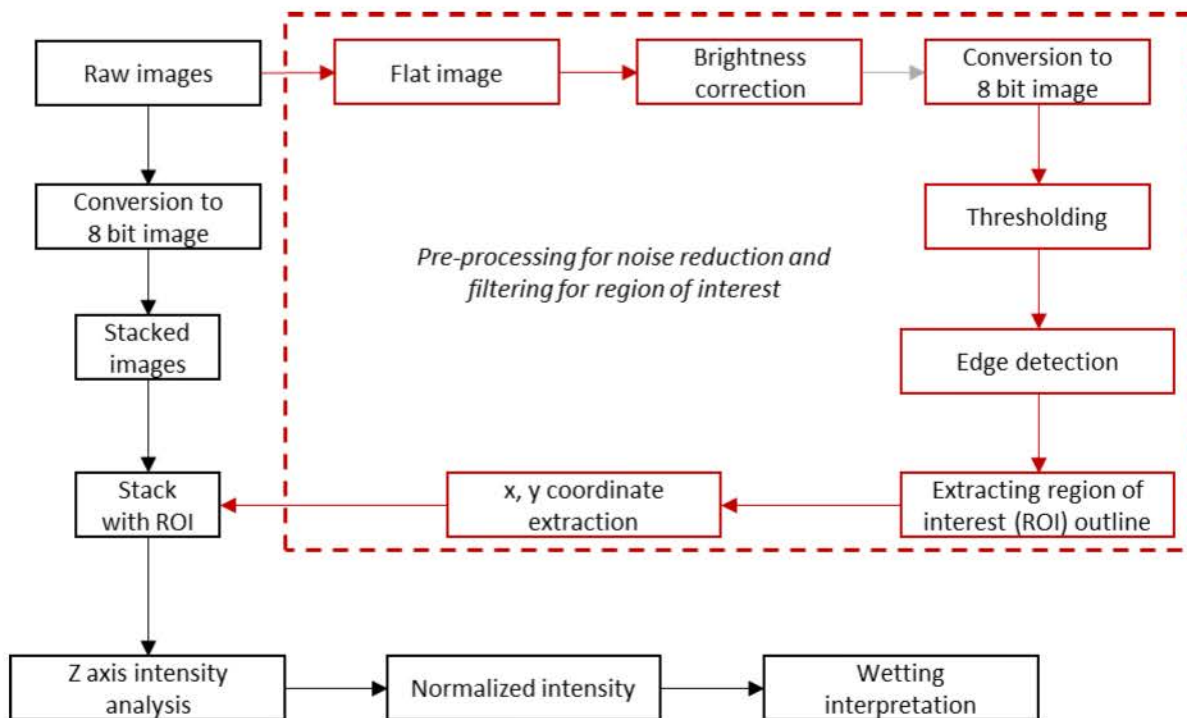 Raw images
Flat image
Brightness
correction
Conversion to
8 bit image
Conversion to
8 bit image
Thresholding
Pre-processing for noise reduction and
filtering for region of interest
Stacked
images
Edge detection
Stack
with ROI
x, y coordinate
extraction
Extracting region of
interest (ROI) outline
Z axis intensity
analysis
Normalized intensity
Wetting
interpretation